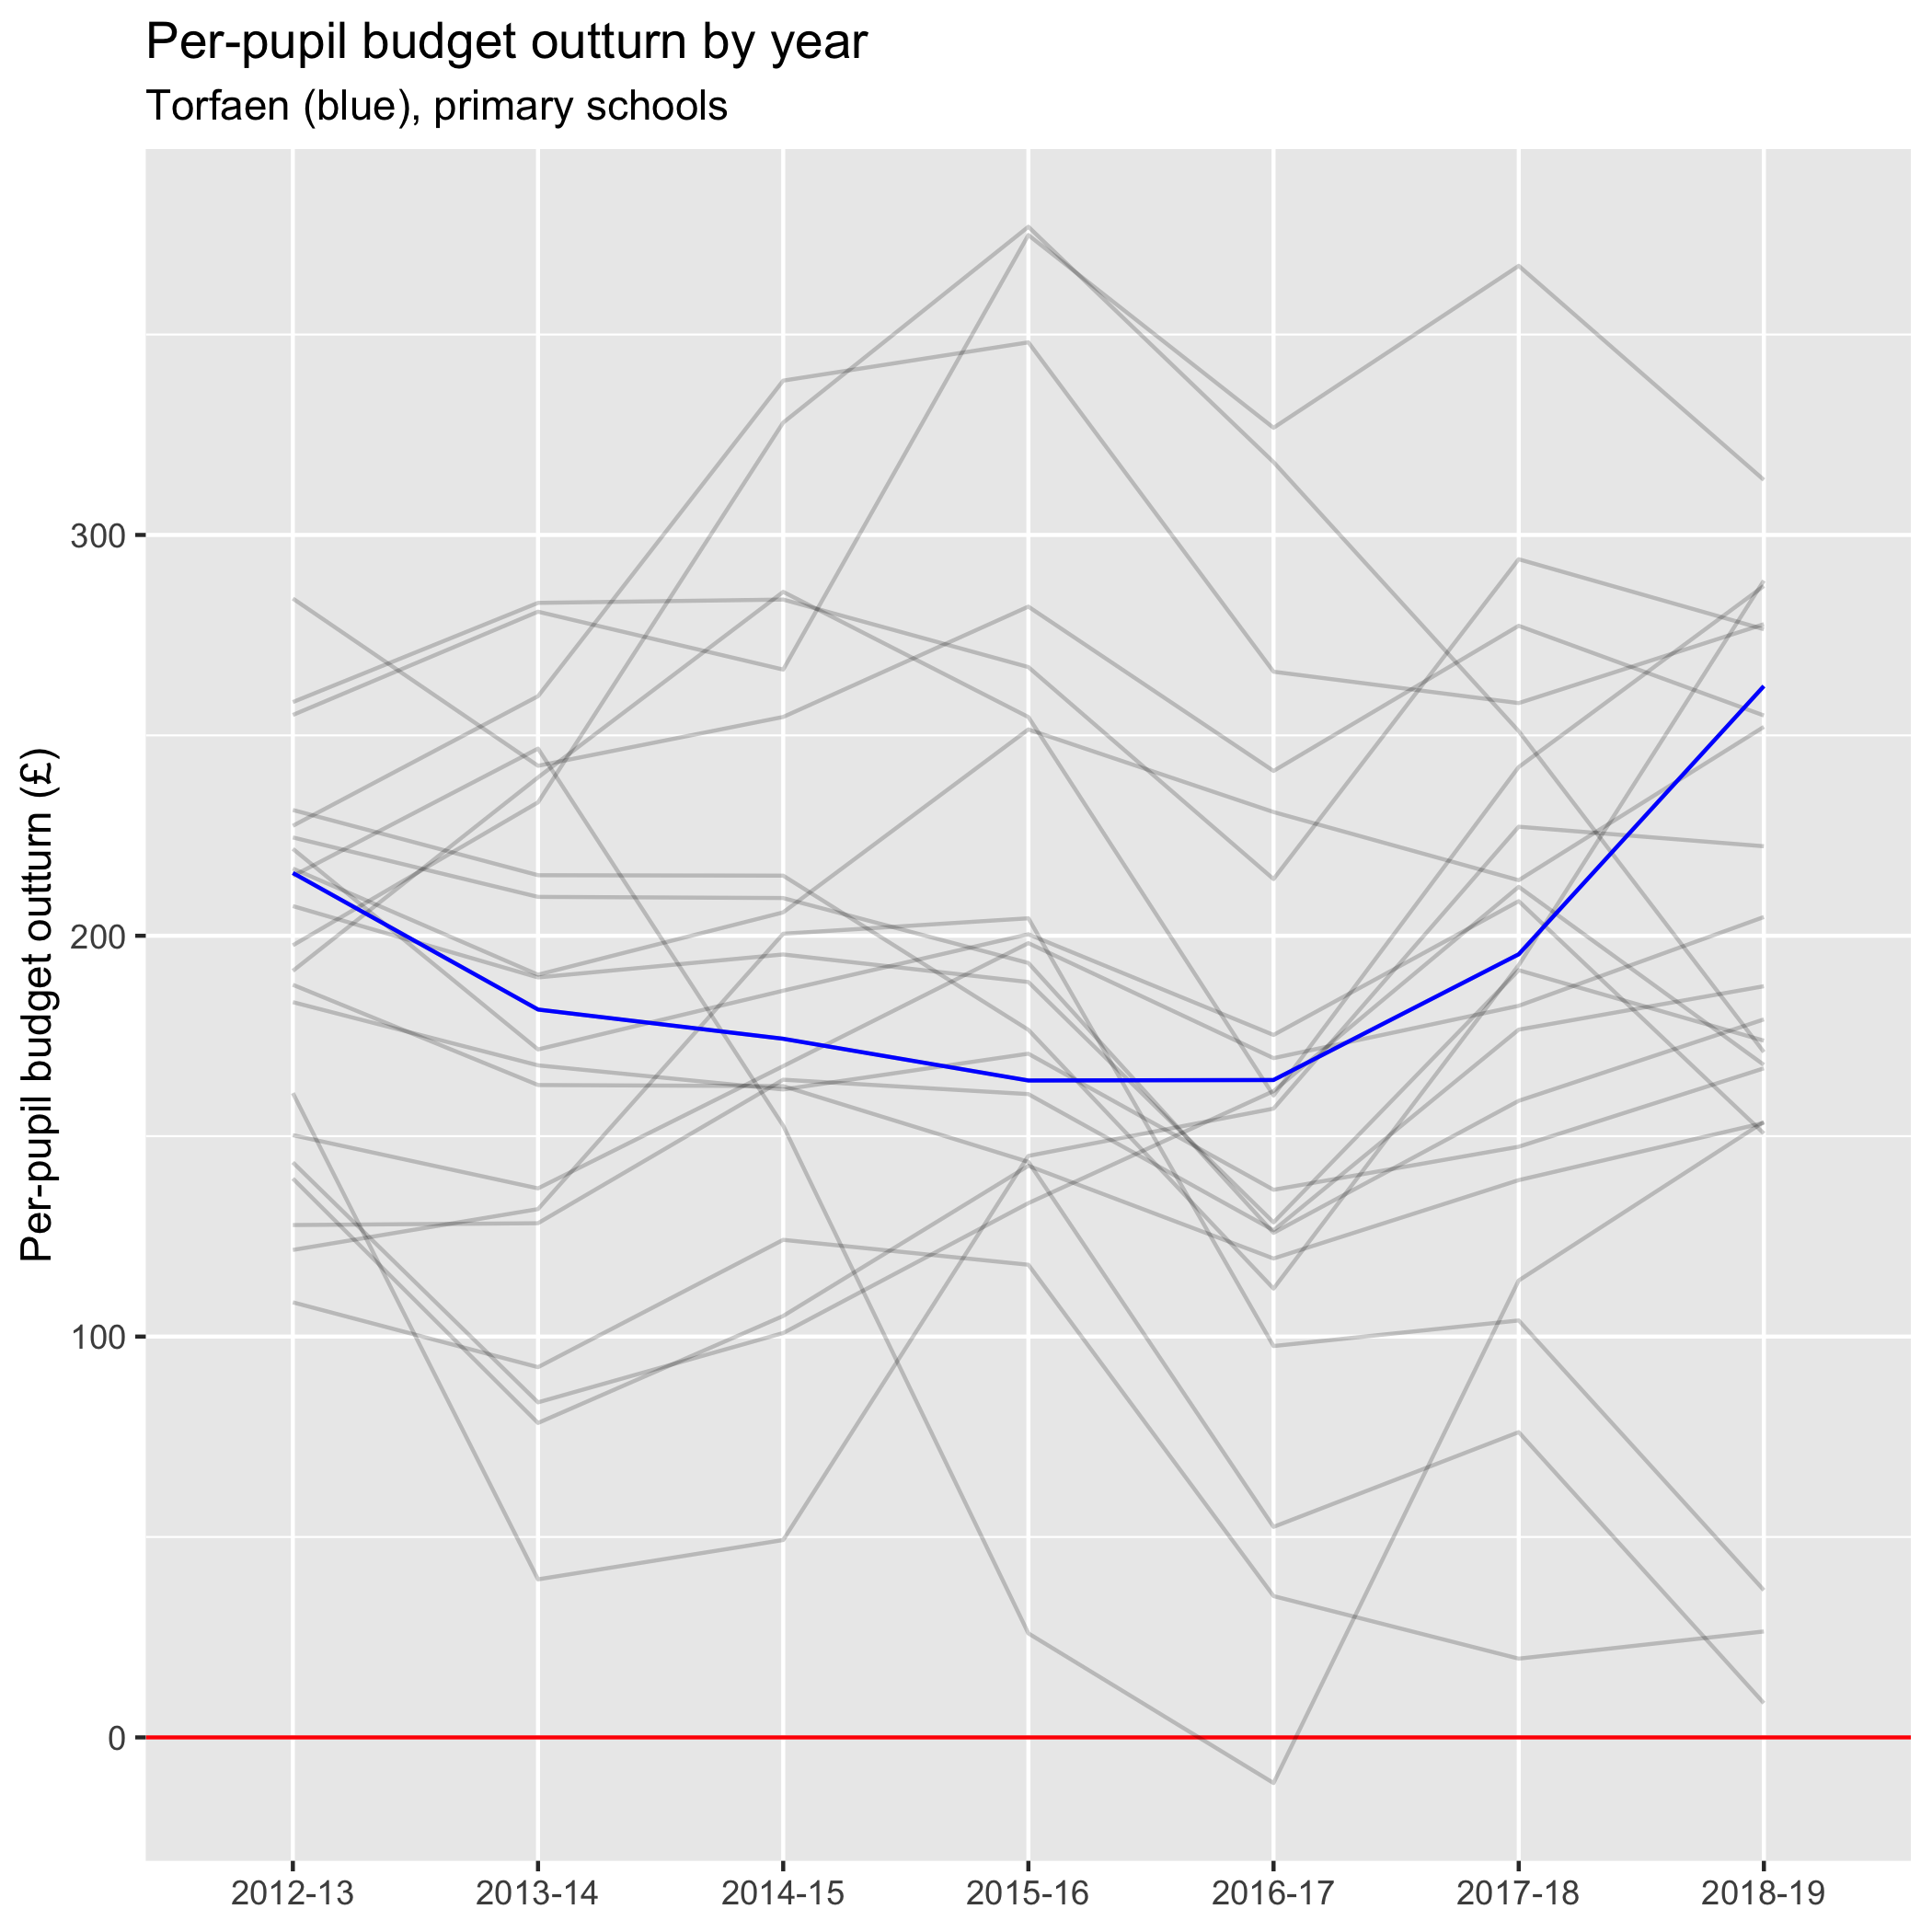 Per-pupil budget outturn by year
Torfaen (blue), primary schools
Per-pupil budget outturn (£)
300
200
100
0
2012-13 2013-14 2014-15 2015-16 2016-17 2017-18 2018-19